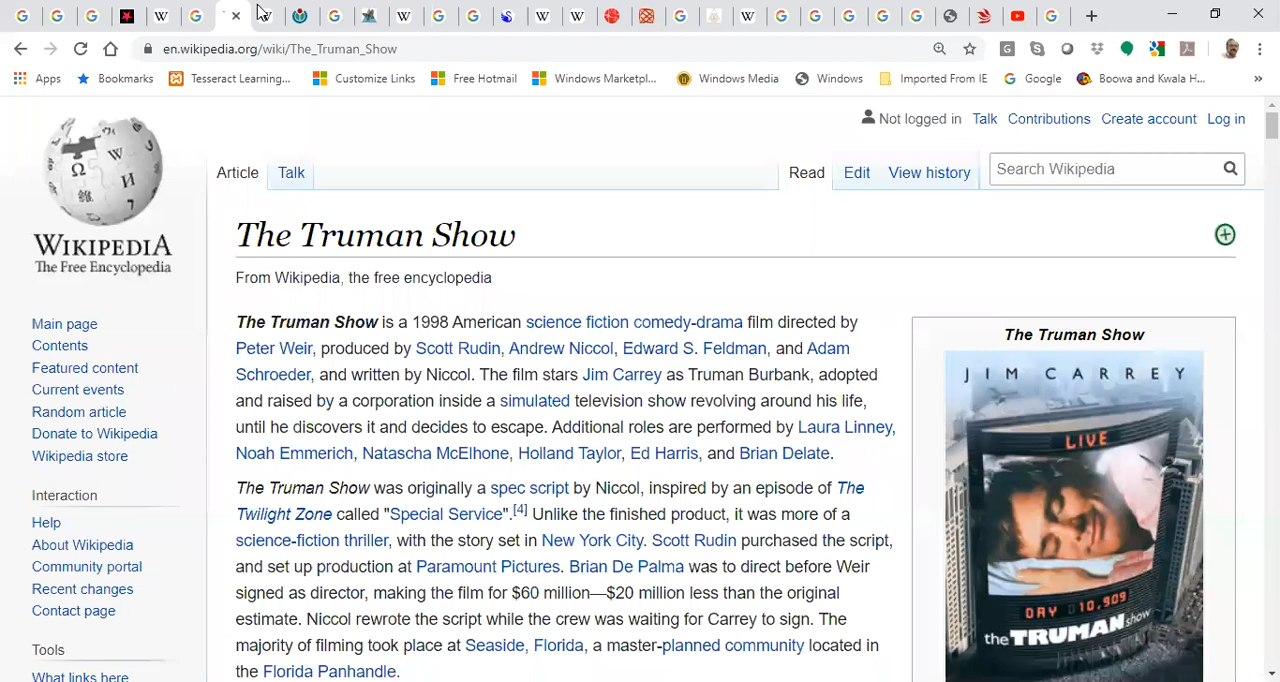 en.wikipedia.org/wiki/The_Truman_Show
Apps Bookmarks Tesseract Learning... Customize Links Free Hotmail Windows Marketpl... Windows Media Windows Imported From IE Google Boowa and Kwala H... »
Not logged in Talk Contributions Create account Log in
Article Talk Read Edit View history Search Wikipedia
WIKIPEDIA
The Free Encyclopedia
Main page
Contents
Featured content
Current events
Random article
Donate to Wikipedia
Wikipedia store
Interaction
Help
About Wikipedia
Community portal
Recent changes
Contact page
Tools
What links here
The Truman Show
From Wikipedia, the free encyclopedia
The Truman Show is a 1998 American science fiction comedy-drama film directed by
Peter Weir, produced by Scott Rudin, Andrew Niccol, Edward S. Feldman, and Adam
Schroeder, and written by Niccol. The film stars Jim Carrey as Truman Burbank, adopted
and raised by a corporation inside a simulated television show revolving around his life,
until he discovers it and decides to escape. Additional roles are performed by Laura Linney,
Noah Emmerich, Natascha McElhone, Holland Taylor, Ed Harris, and Brian Delate.
The Truman Show was originally a spec script by Niccol, inspired by an episode of The
Twilight Zone called "Special Service".[4] Unlike the finished product, it was more of a
science-fiction thriller, with the story set in New York City. Scott Rudin purchased the script,
and set up production at Paramount Pictures. Brian De Palma was to direct before Weir
signed as director, making the film for $60 million—$20 million less than the original
estimate. Niccol rewrote the script while the crew was waiting for Carrey to sign. The
majority of filming took place at Seaside, Florida, a master-planned community located in
the Florida Panhandle.
The Truman Show
JIM CARREY
LIVE
DAY 10,909
the TRUMAN show